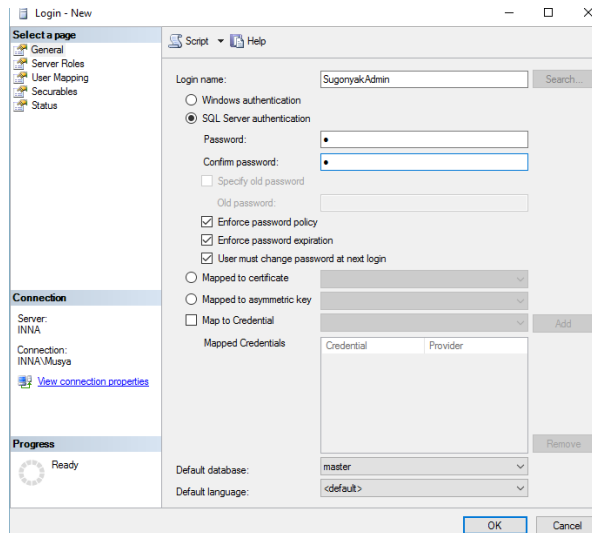 Login - New
Select a page
General
Server Roles
User Mapping
Securables
Status
Script Help
Login name: SugonyakAdmin Search...
Windows authentication
SQL Server authentication
Password: •
Confirm password: •
Specify old password
Old password:
Enforce password policy
Enforce password expiration
User must change password at next login
Mapped to certificate
Mapped to asymmetric key
Map to Credential Add
Mapped Credentials Credential Provider
Remove
Default database: master
Default language: <default>
Connection
Server:
INNA
Connection:
INNA\Musya
View connection properties
Progress
Ready
OK Cancel